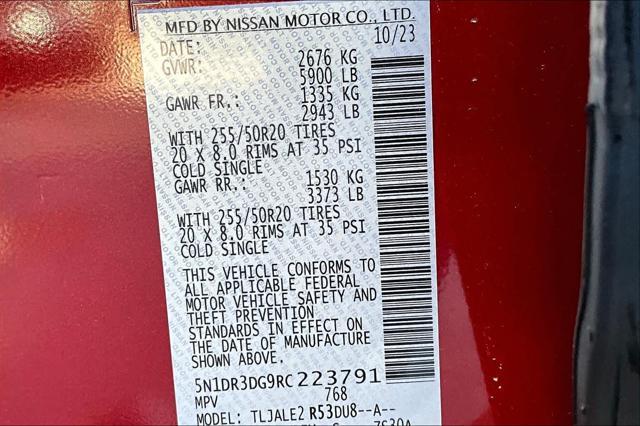 MFD BY NISSAN MOTOR CO., LTD.
DATE: 10/23
GVWR: 2676 KG
5900 LB
GAWR FR.: 1335 KG
2943 LB
WITH 255/50R20 TIRES
20 X 8.0 RIMS AT 35 PSI
COLD SINGLE
GAWR RR.: 1530 KG
3373 LB
WITH 255/50R20 TIRES
20 X 8.0 RIMS AT 35 PSI
COLD SINGLE
THIS VEHICLE CONFORMS TO
ALL APPLICABLE FEDERAL
MOTOR VEHICLE SAFETY AND
THEFT PREVENTION
STANDARDS IN EFFECT ON
THE DATE OF MANUFACTURE
SHOWN ABOVE.
5N1DR3DG9RC223791
MPV 768
MODEL: TLJALE2 R53DU8--A--